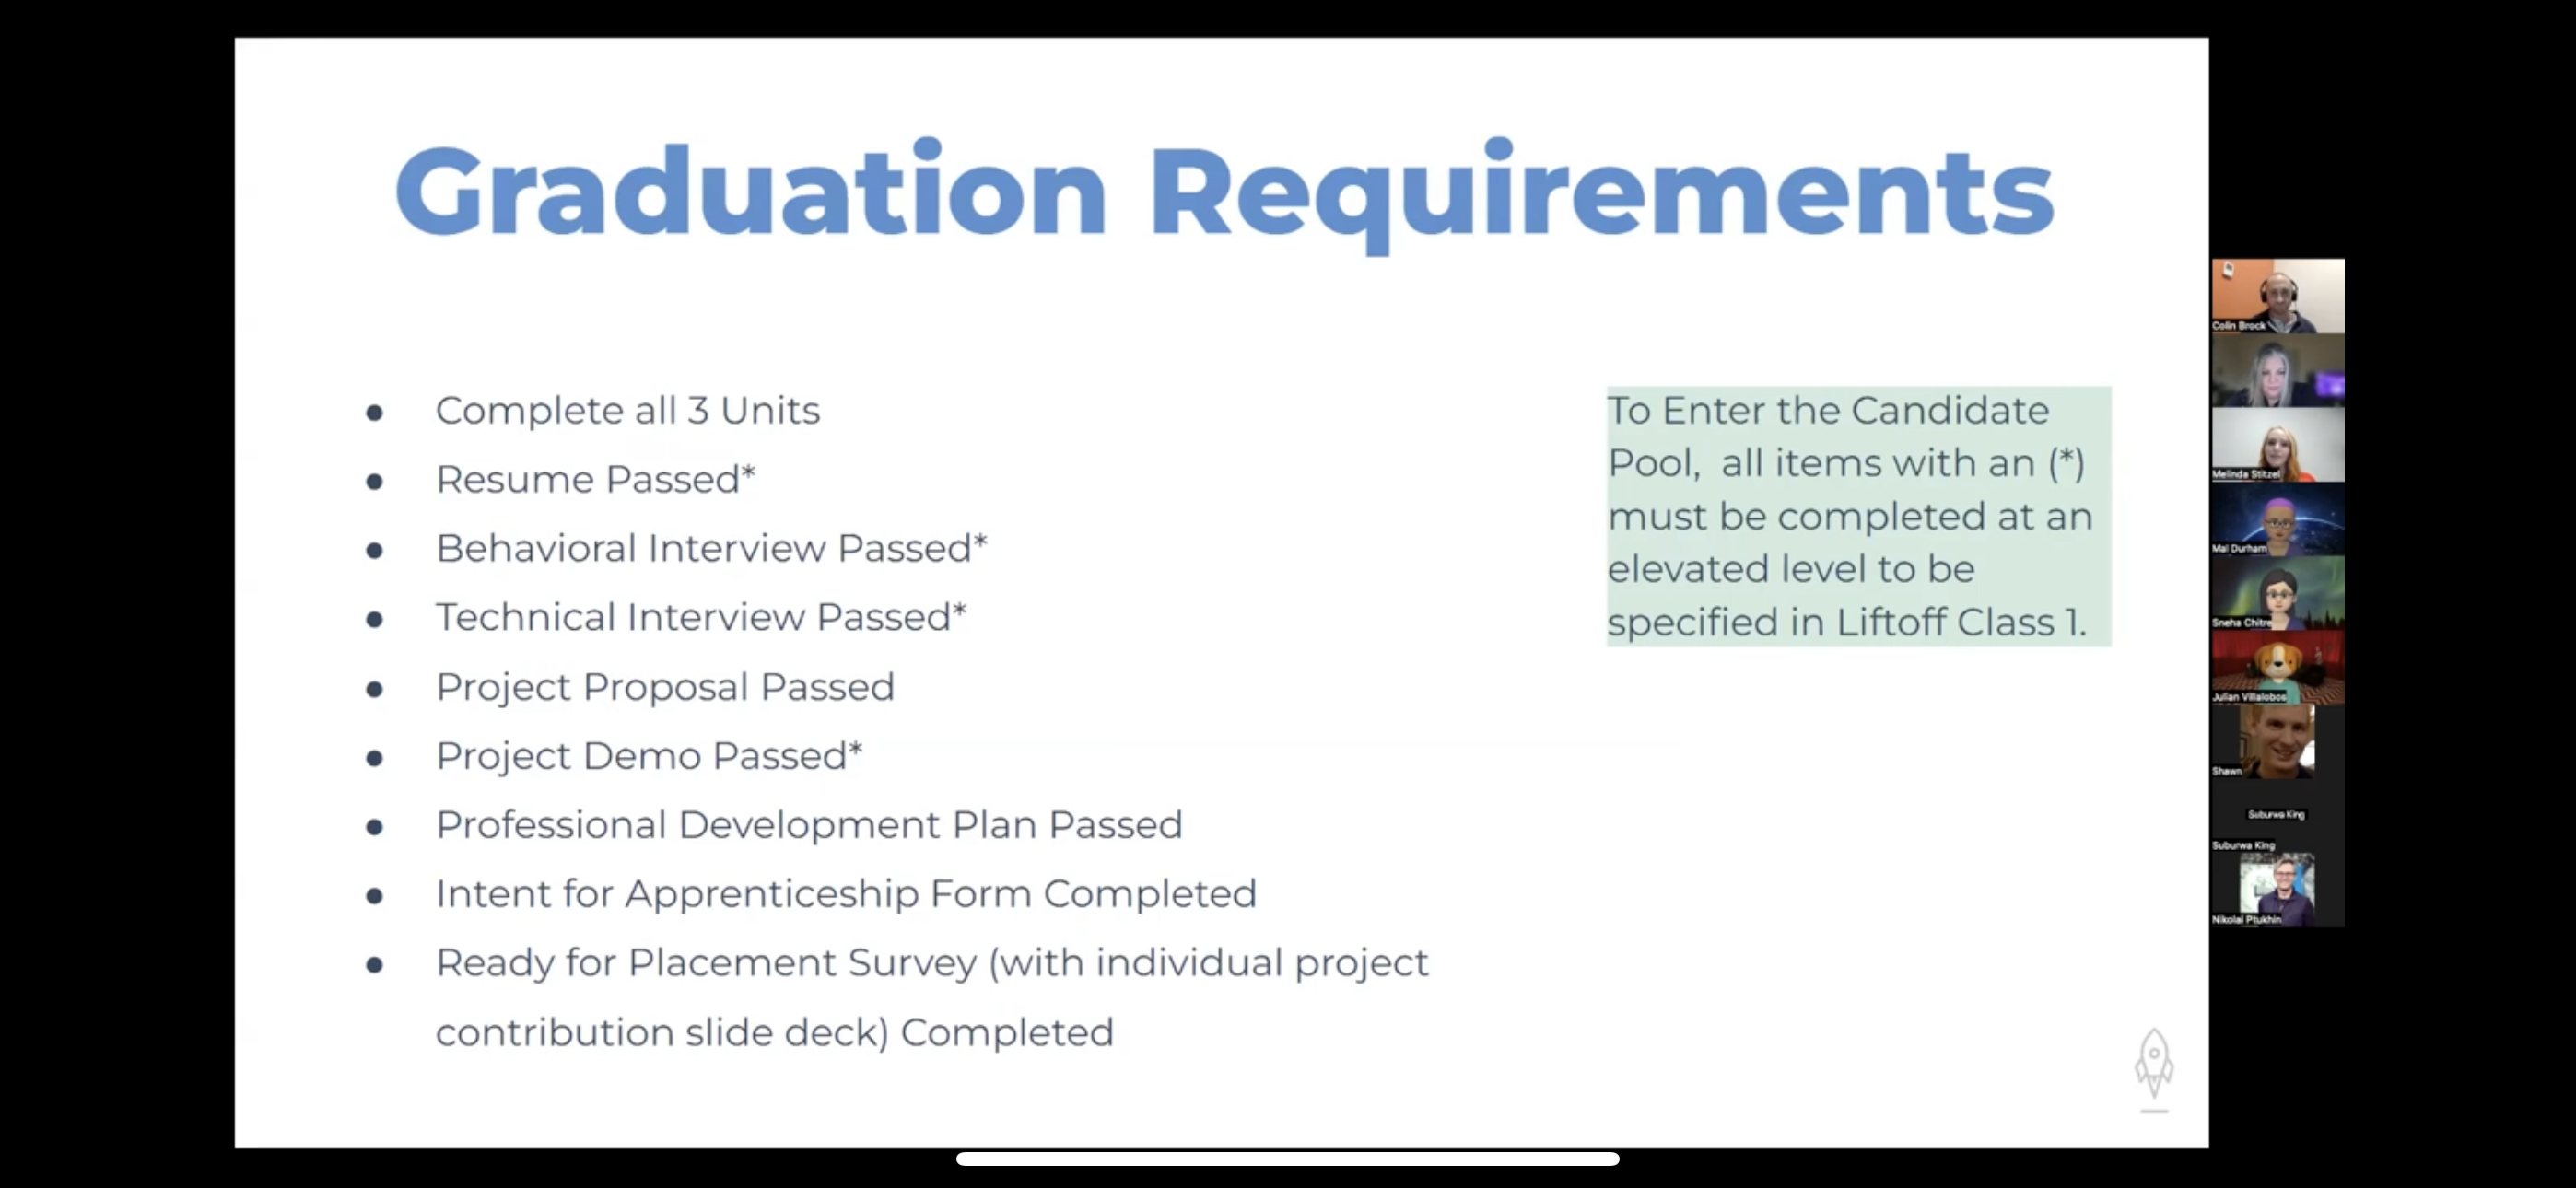 Graduation Requirements
● Complete all 3 Units
● Resume Passed*
● Behavioral Interview Passed*
● Technical Interview Passed*
● Project Proposal Passed
● Project Demo Passed*
● Professional Development Plan Passed
● Intent for Apprenticeship Form Completed
● Ready for Placement Survey (with individual project
contribution slide deck) Completed
To Enter the Candidate
Pool, all items with an (*)
must be completed at an
elevated level to be
specified in Liftoff Class 1.
Colin Brock
Melinda Stitzel
Mal Durham
Sneha Chitre
Julian Villalobos
Shawn
Suburwa King
Suburwa King
Nikolai Ptukhin